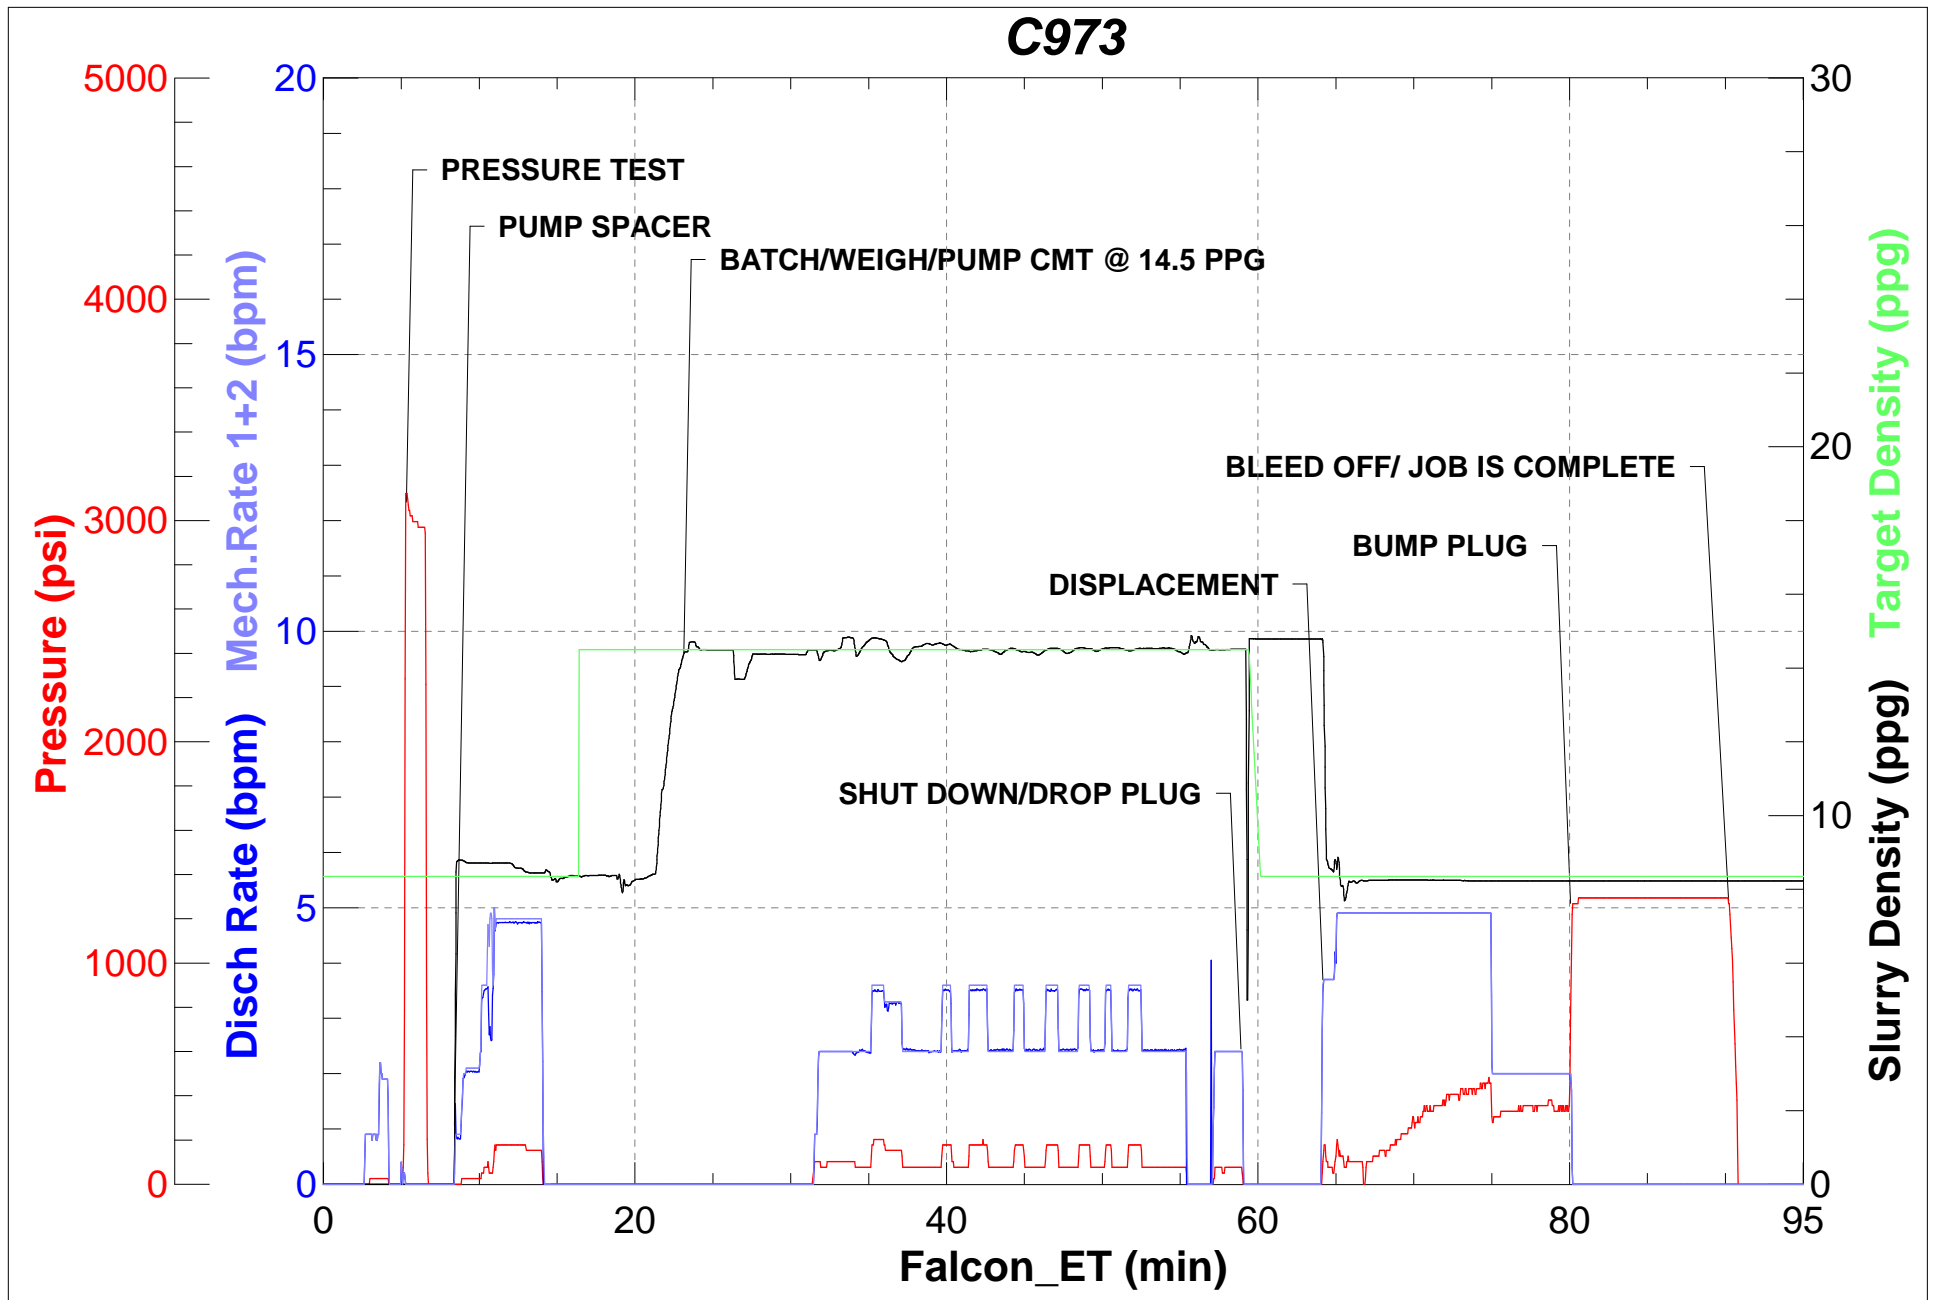 C973
5000
4000
3000
2000
1000
0
Pressure (psi)
20
15
10
5
0
Mech.Rate 1+2 (bpm)
Disch Rate (bpm)
30
20
10
0
Target Density (ppg)
Slurry Density (ppg)
PRESSURE TEST
PUMP SPACER
BATCH/WEIGH/PUMP CMT @ 14.5 PPG
BLEED OFF/ JOB IS COMPLETE
BUMP PLUG
DISPLACEMENT
SHUT DOWN/DROP PLUG
0 20 40 60 80 95
Falcon_ET (min)